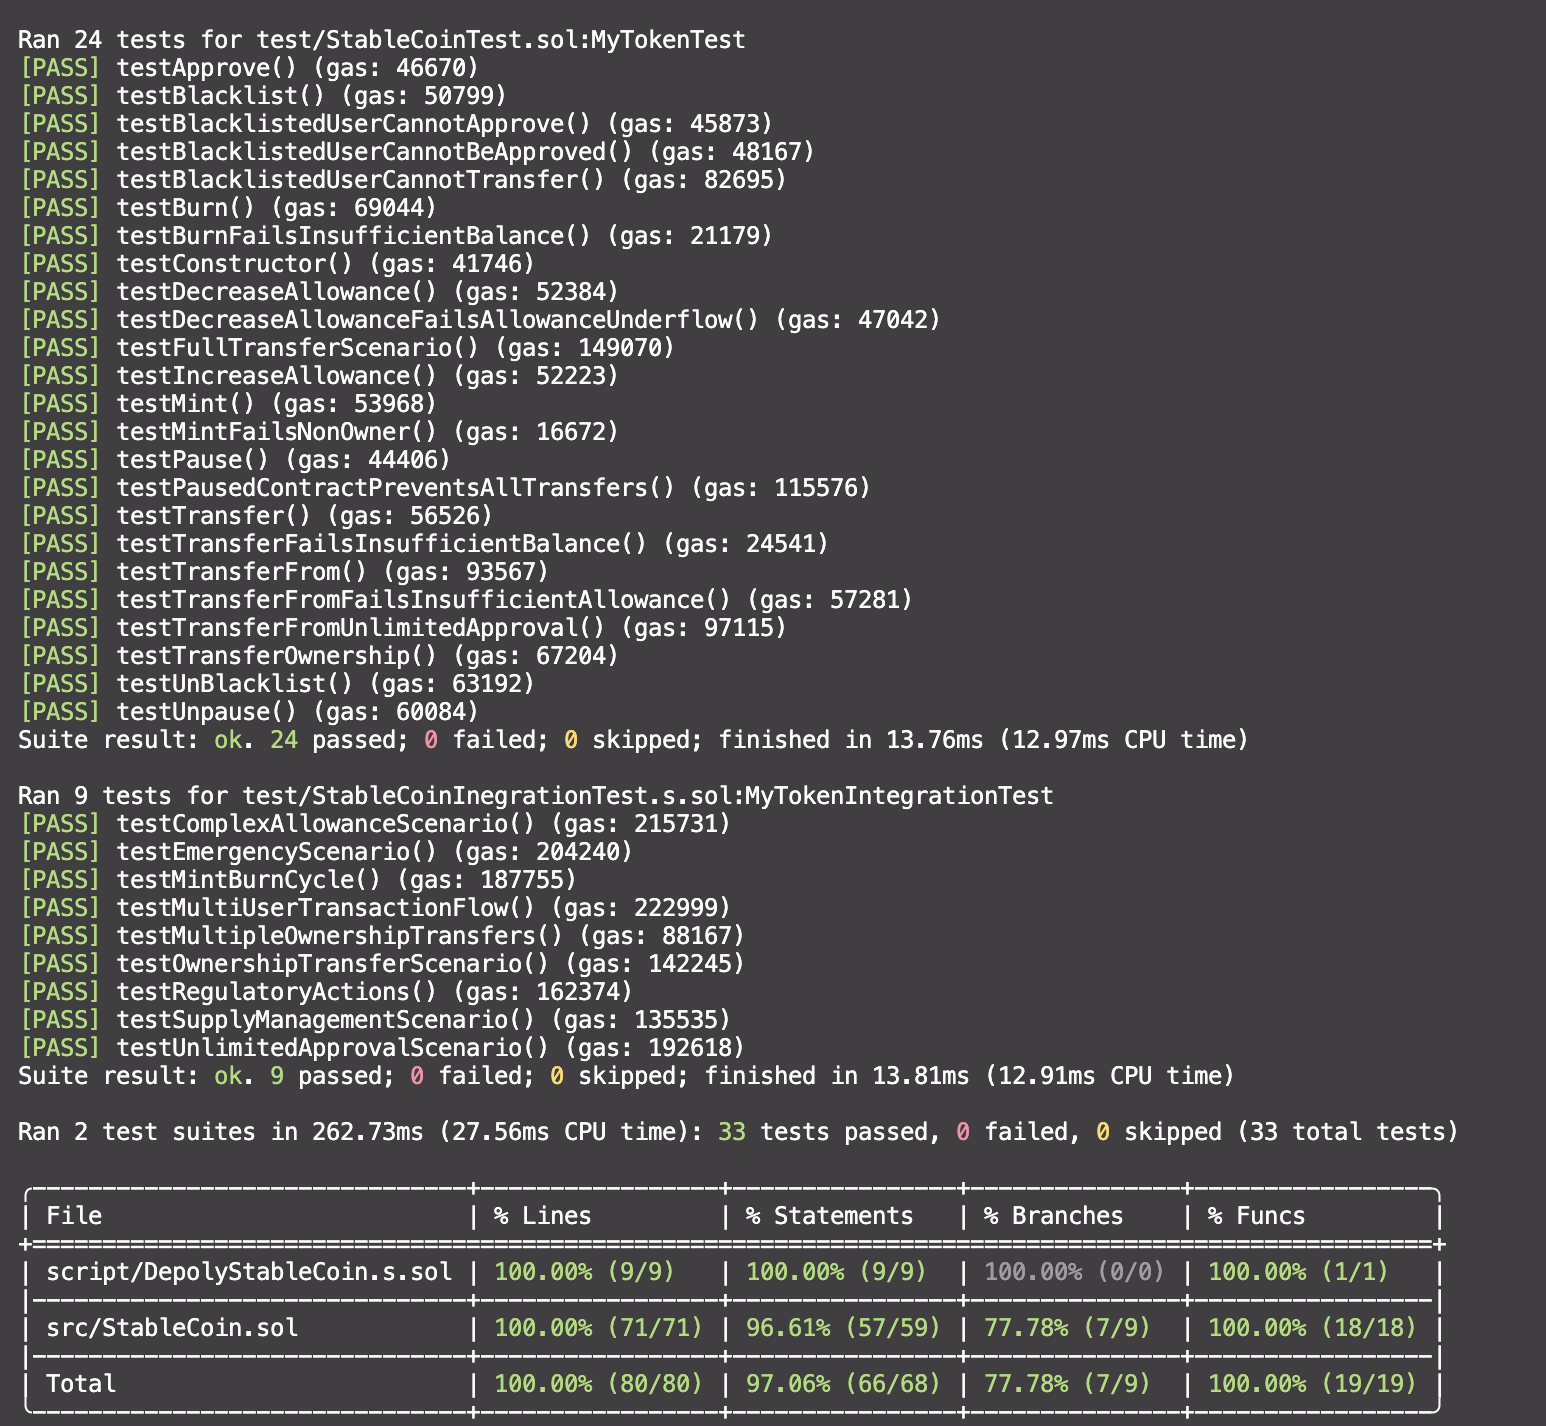 Ran 24 tests for test/StableCoinTest.sol:MyTokenTest
[PASS] testApprove() (gas: 46670)
[PASS] testBlacklist() (gas: 50799)
[PASS] testBlacklistedUserCannotApprove() (gas: 45873)
[PASS] testBlacklistedUserCannotBeApproved() (gas: 48167)
[PASS] testBlacklistedUserCannotTransfer() (gas: 82695)
[PASS] testBurn() (gas: 69044)
[PASS] testBurnFailsInsufficientBalance() (gas: 21179)
[PASS] testConstructor() (gas: 41746)
[PASS] testDecreaseAllowance() (gas: 52384)
[PASS] testDecreaseAllowanceFailsAllowanceUnderflow() (gas: 47042)
[PASS] testFullTransferScenario() (gas: 149070)
[PASS] testIncreaseAllowance() (gas: 52223)
[PASS] testMint() (gas: 53968)
[PASS] testMintFailsNonOwner() (gas: 16672)
[PASS] testPause() (gas: 44406)
[PASS] testPausedContractPreventsAllTransfers() (gas: 115576)
[PASS] testTransfer() (gas: 56526)
[PASS] testTransferFailsInsufficientBalance() (gas: 24541)
[PASS] testTransferFrom() (gas: 93567)
[PASS] testTransferFromFailsInsufficientAllowance() (gas: 57281)
[PASS] testTransferFromUnlimitedApproval() (gas: 97115)
[PASS] testTransferOwnership() (gas: 67204)
[PASS] testUnBlacklist() (gas: 63192)
[PASS] testUnpause() (gas: 60084)
Suite result: ok. 24 passed; 0 failed; 0 skipped; finished in 13.76ms (12.97ms CPU time)
Ran 9 tests for test/StableCoinInegrationTest.s.sol:MyTokenIntegrationTest
[PASS] testComplexAllowanceScenario() (gas: 215731)
[PASS] testEmergencyScenario() (gas: 204240)
[PASS] testMintBurnCycle() (gas: 187755)
[PASS] testMultiUserTransactionFlow() (gas: 222999)
[PASS] testMultipleOwnershipTransfers() (gas: 88167)
[PASS] testOwnershipTransferScenario() (gas: 142245)
[PASS] testRegulatoryActions() (gas: 162374)
[PASS] testSupplyManagementScenario() (gas: 135535)
[PASS] testUnlimitedApprovalScenario() (gas: 192618)
Suite result: ok. 9 passed; 0 failed; 0 skipped; finished in 13.81ms (12.91ms CPU time)
Ran 2 test suites in 262.73ms (27.56ms CPU time): 33 tests passed, 0 failed, 0 skipped (33 total tests)
| File | % Lines | % Statements | % Branches | % Funcs |
| script/DepolyStableCoin.s.sol | 100.00% (9/9) | 100.00% (9/9) | 100.00% (0/0) | 100.00% (1/1) |
| src/StableCoin.sol | 100.00% (71/71) | 96.61% (57/59) | 77.78% (7/9) | 100.00% (18/18) |
| Total | 100.00% (80/80) | 97.06% (66/68) | 77.78% (7/9) | 100.00% (19/19) |